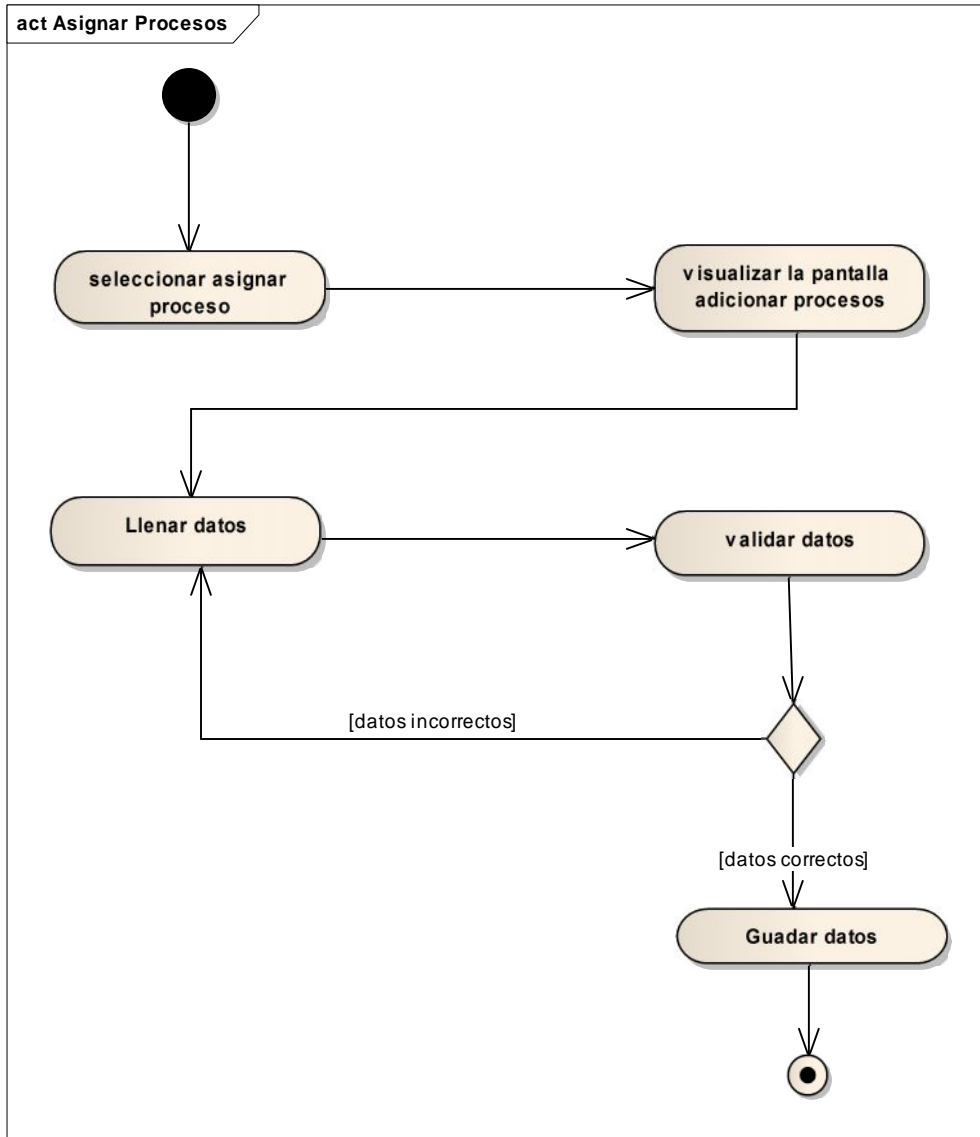 act Asignar Procesos
seleccionar asignar
proceso
visualizar la pantalla
adicionar procesos
Llenar datos
validar datos
[datos incorrectos]
[datos correctos]
Guadar datos